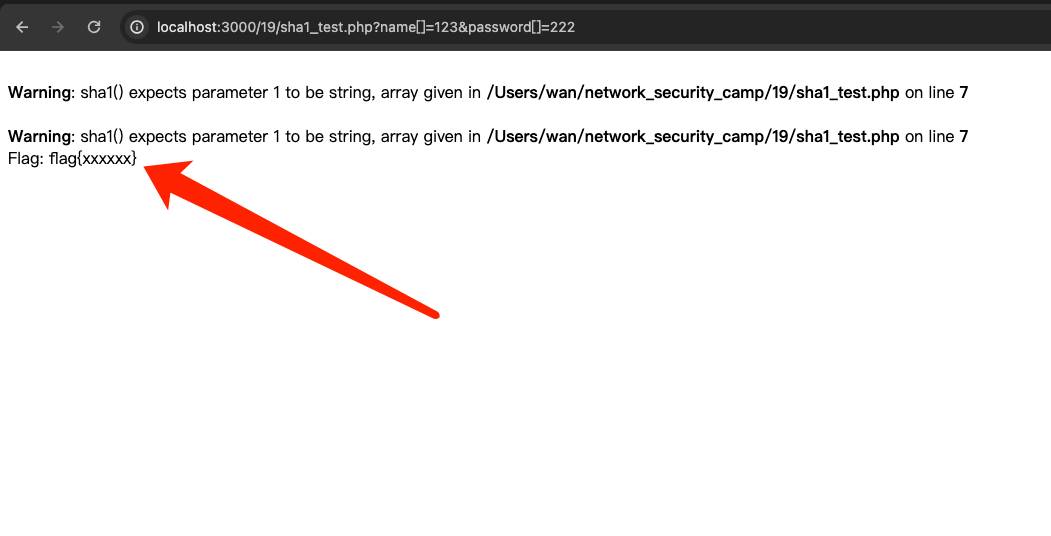 localhost:3000/19/sha1_test.php?name[]=123&password[]=222
Warning: sha1() expects parameter 1 to be string, array given in /Users/wan/network_security_camp/19/sha1_test.php on line 7
Warning: sha1() expects parameter 1 to be string, array given in /Users/wan/network_security_camp/19/sha1_test.php on line 7
Flag: flag{xxxxxx}